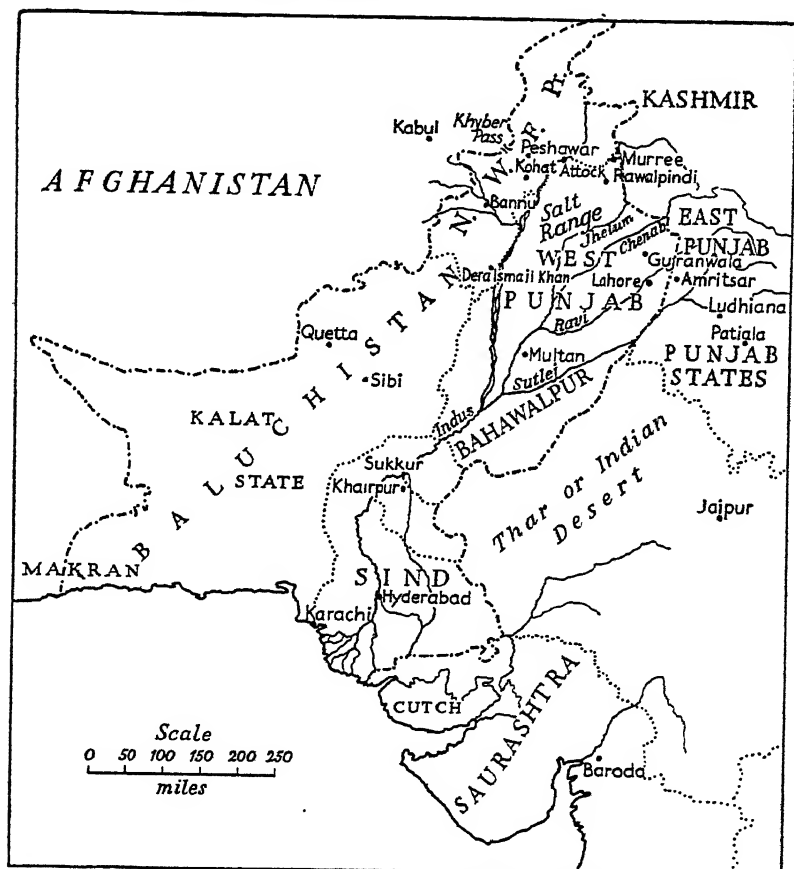 KASHMIR
Kabul
Khyber
Pass
N. W. F. Pr
Peshawar
Kohat
Attock
Murree
Rawalpindi
AFGHANISTAN
Bannu
Salt
Range
Jhelum
Chenab
EAST
PUNJAB
WEST
PUNJAB
Gujranwala
Dera Ismail Khan
Lahore
Amritsar
Ravi
Ludhiana
Patiala
PUNJAB
STATES
Quetta
Sibi
Multan
Sutlej
KALAT
STATE
BALUCHISTAN
Indus
BAHAWALPUR
Sukkur
Khairpur
Thar or Indian
Desert
Jaipur
MAKRAN
SIND
Hyderabad
Karachi
CUTCH
SAURASHTRA
Baroda
Scale
0 50 100 150 200 250
miles